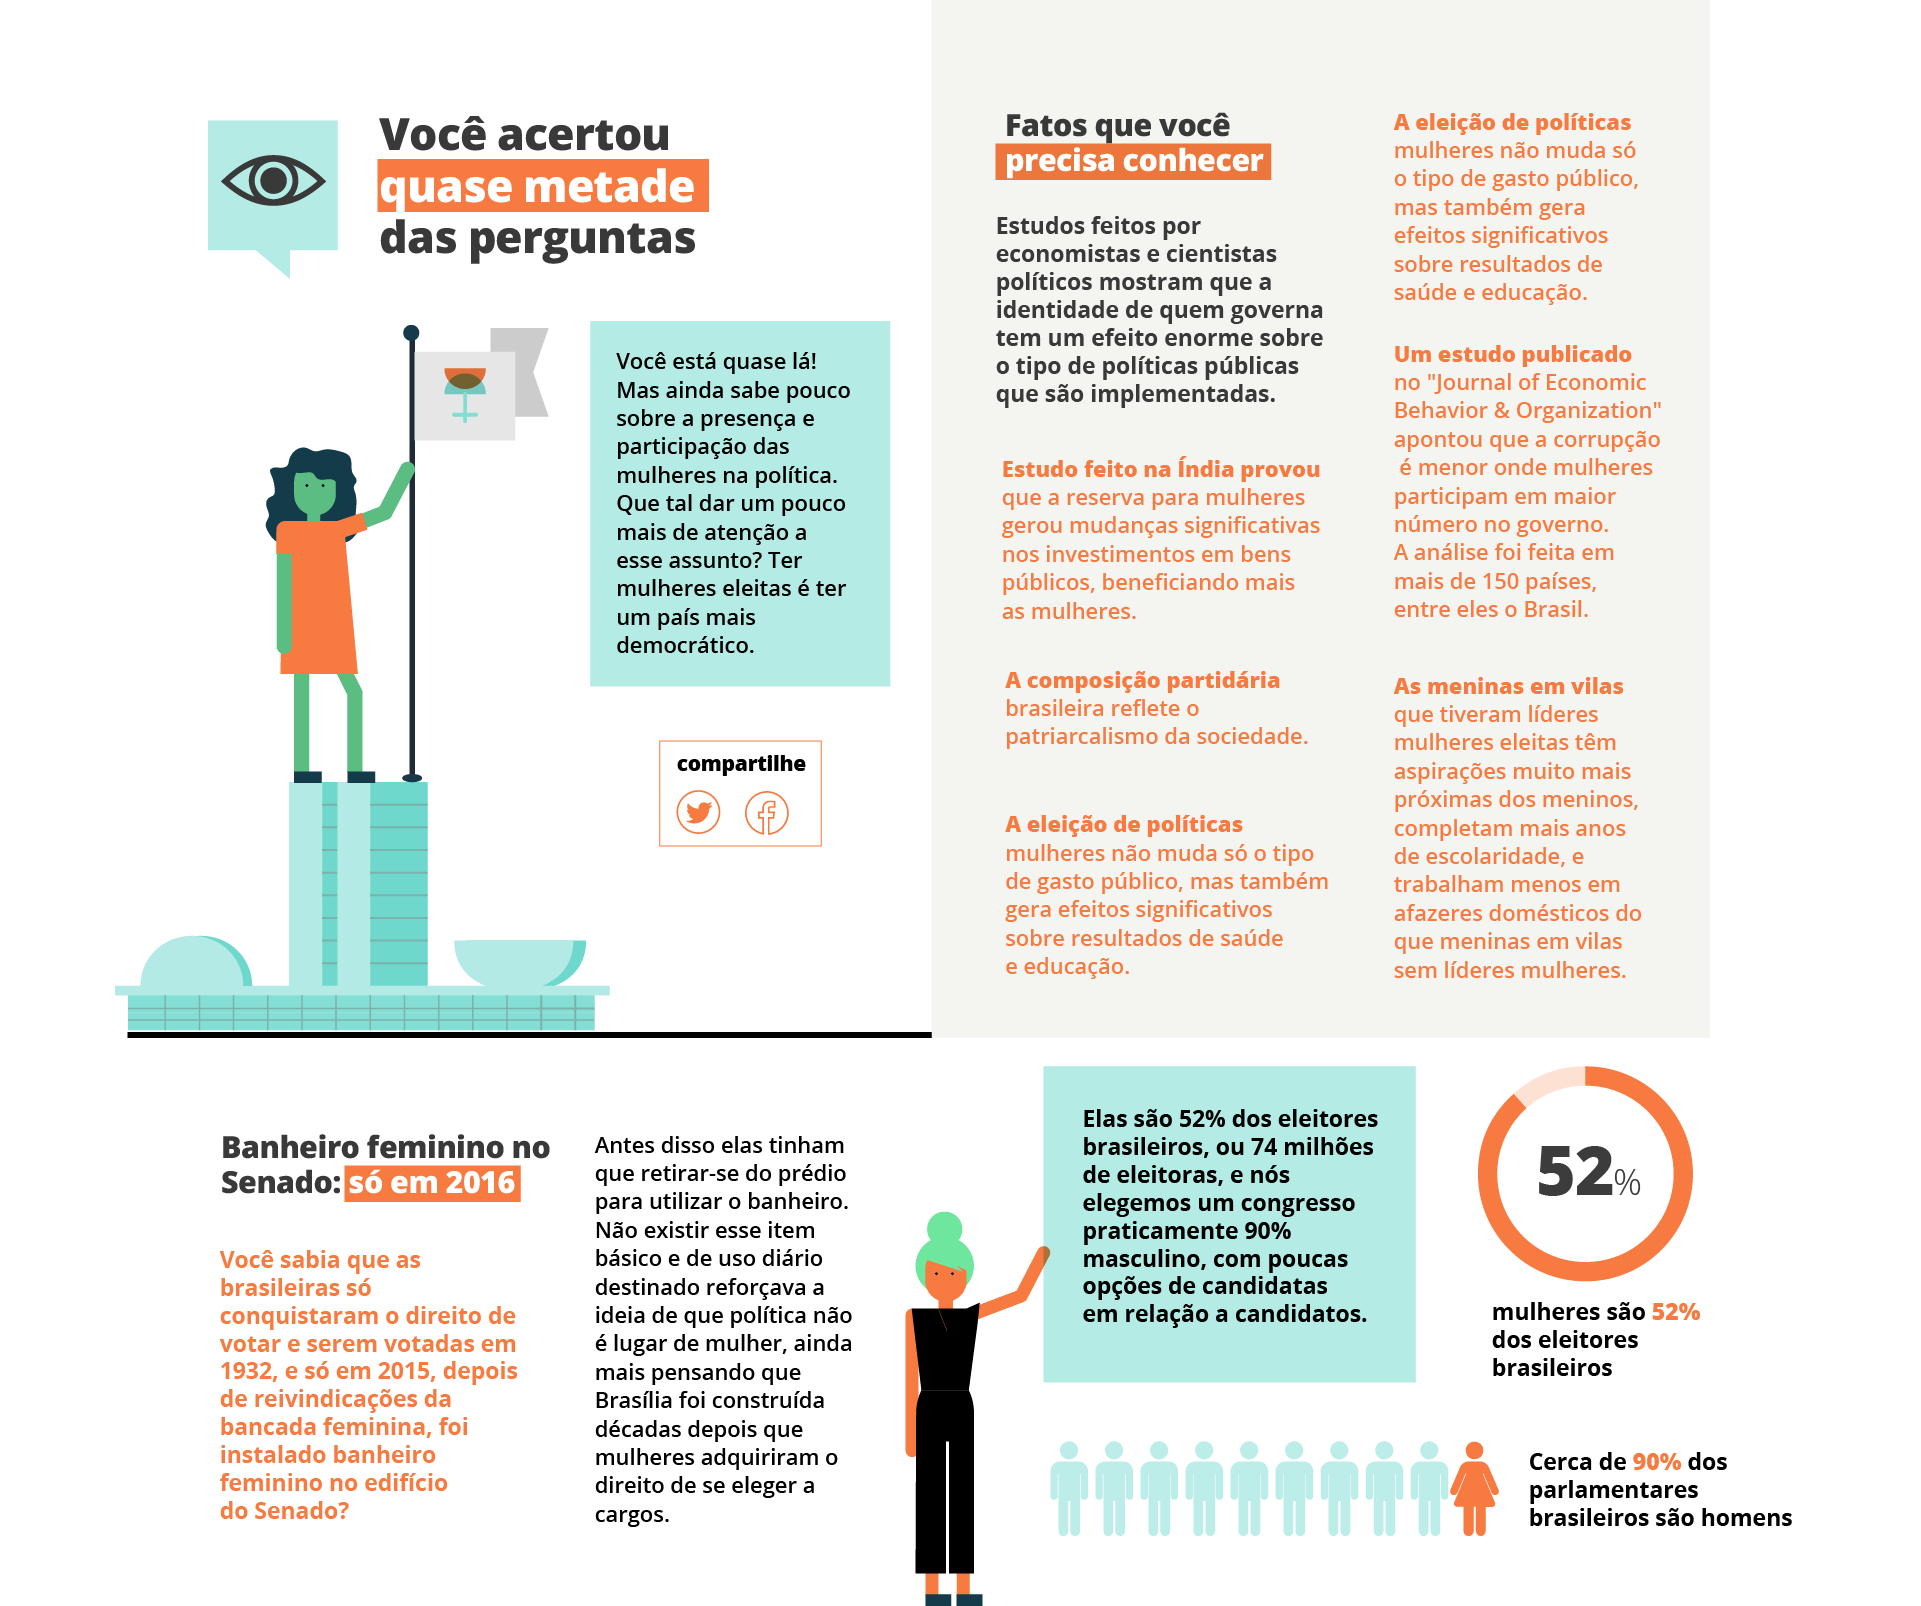 Você acertou
quase metade
das perguntas
Você está quase lá!
Mas ainda sabe pouco
sobre a presença e
participação das
mulheres na política.
Que tal dar um pouco
mais de atenção a
esse assunto? Ter
mulheres eleitas é ter
um país mais
democrático.
compartilhe
Fatos que você
precisa conhecer
Estudos feitos por
economistas e cientistas
políticos mostram que a
identidade de quem governa
tem um efeito enorme sobre
o tipo de políticas públicas
que são implementadas.
Estudo feito na Índia provou
que a reserva para mulheres
gerou mudanças significativas
nos investimentos em bens
públicos, beneficiando mais
as mulheres.
A composição partidária
brasileira reflete o
patriarcalismo da sociedade.
A eleição de políticas
mulheres não muda só o tipo
de gasto público, mas também
gera efeitos significativos
sobre resultados de saúde
e educação.
A eleição de políticas
mulheres não muda só
o tipo de gasto público,
mas também gera
efeitos significativos
sobre resultados de
saúde e educação.
Um estudo publicado
no "Journal of Economic
Behavior & Organization"
apontou que a corrupção
é menor onde mulheres
participam em maior
número no governo.
A análise foi feita em
mais de 150 países,
entre eles o Brasil.
As meninas em vilas
que tiveram líderes
mulheres eleitas têm
aspirações muito mais
próximas dos meninos,
completam mais anos
de escolaridade, e
trabalham menos em
afazeres domésticos do
que meninas em vilas
sem líderes mulheres.
Banheiro feminino no
Senado: só em 2016
Você sabia que as
brasileiras só
conquistaram o direito de
votar e serem votadas em
1932, e só em 2015, depois
de reivindicações da
bancada feminina, foi
instalado banheiro
feminino no edifício
do Senado?
Antes disso elas tinham
que retirar-se do prédio
para utilizar o banheiro.
Não existir esse item
básico e de uso diário
destinado reforçava a
ideia de que política não
é lugar de mulher, ainda
mais pensando que
Brasília foi construída
décadas depois que
mulheres adquiriram o
direito de se eleger a
cargos.
Elas são 52% dos eleitores
brasileiros, ou 74 milhões
de eleitoras, e nós
elegemos um congresso
praticamente 90%
masculino, com poucas
opções de candidatas
em relação a candidatos.
52%
mulheres são 52%
dos eleitores
brasileiros
Cerca de 90% dos
parlamentares
brasileiros são homens